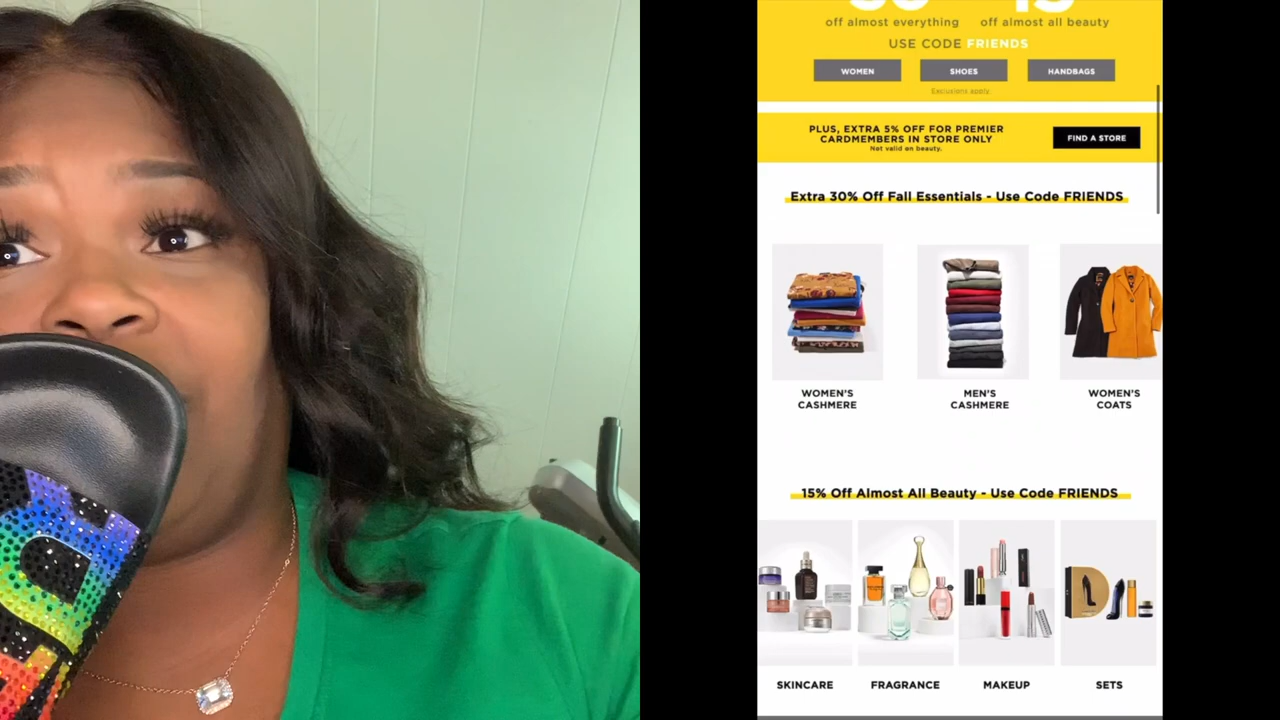 off almost everything off almost all beauty
USE CODE FRIENDS
WOMEN SHOES HANDBAGS
Exclusions apply.
PLUS, EXTRA 5% OFF FOR PREMIER
CARDMEMBERS IN STORE ONLY
Not valid on beauty.
FIND A STORE
Extra 30% Off Fall Essentials - Use Code FRIENDS
WOMEN'S
CASHMERE
MEN'S
CASHMERE
WOMEN'S
COATS
15% Off Almost All Beauty - Use Code FRIENDS
SKINCARE FRAGRANCE MAKEUP SETS